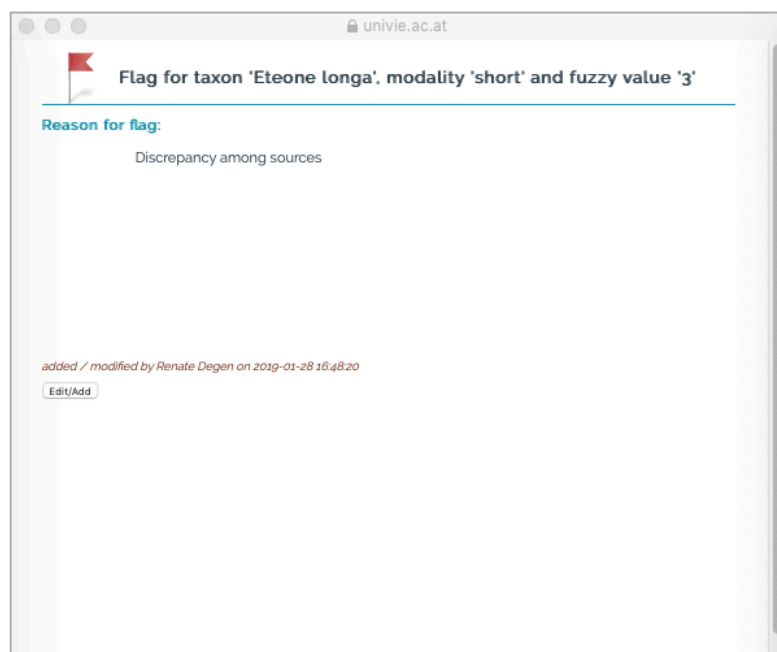 univie.ac.at
Flag for taxon 'Eteone longa', modality 'short' and fuzzy value '3'
Reason for flag:
Discrepancy among sources
added / modified by Renate Degen on 2019-01-28 16:48:20
Edit/Add